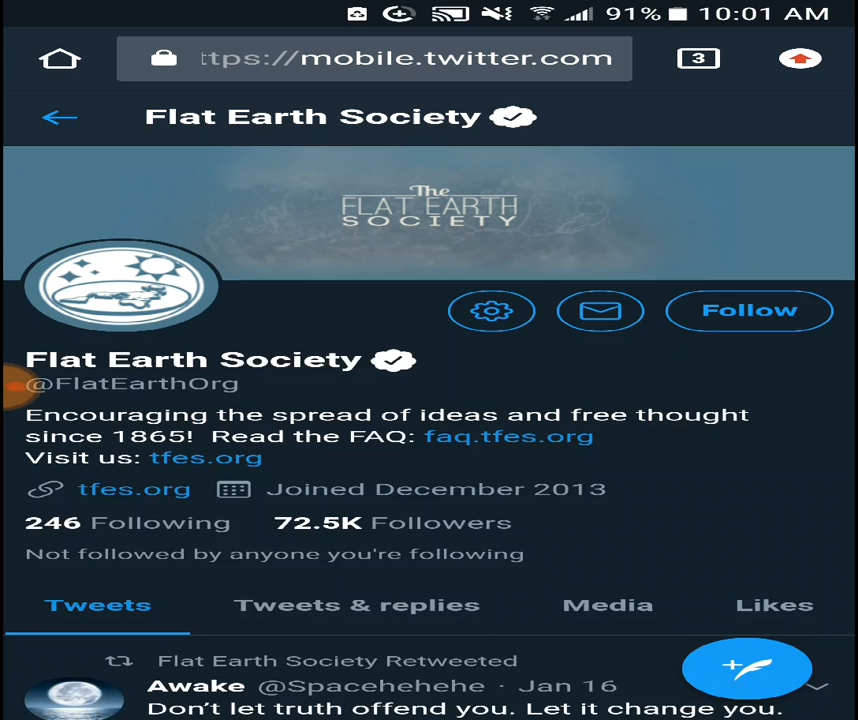 91% 10:01 AM
ttps://mobile.twitter.com
3
Flat Earth Society
The
FLAT EARTH
SOCIETY
Follow
Flat Earth Society
@FlatEarthOrg
Encouraging the spread of ideas and free thought
since 1865! Read the FAQ: faq.tfes.org
Visit us: tfes.org
tfes.org Joined December 2013
246 Following 72.5K Followers
Not followed by anyone you're following
Tweets Tweets & replies Media Likes
Flat Earth Society Retweeted
Awake @Spacehehehe · Jan 16
Don't let truth offend you. Let it change you.